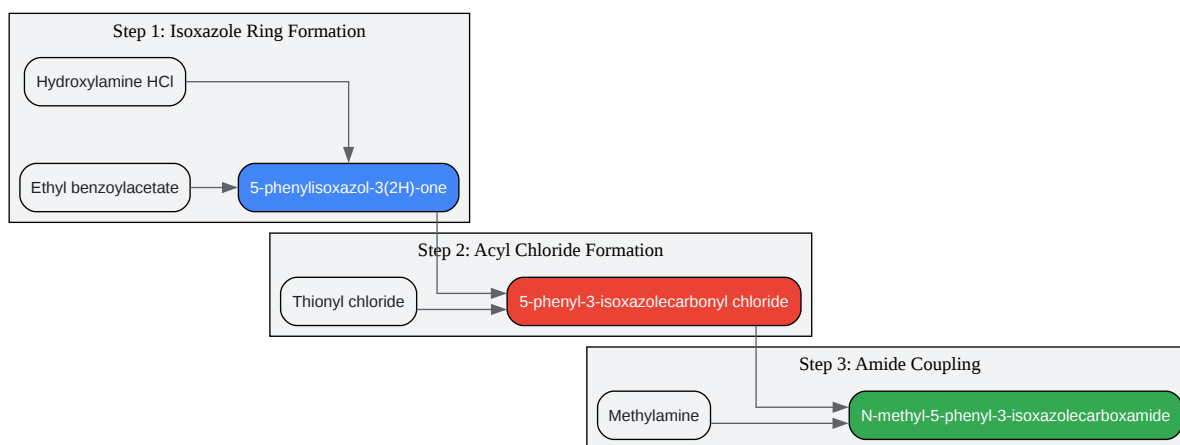 Step 1: Isoxazole Ring Formation
Hydroxylamine HCl
Ethyl benzoylacetate
5-phenylisoxazol-3(2H)-one
Step 2: Acyl Chloride Formation
Thionyl chloride
5-phenyl-3-isoxazolecarbonyl chloride
Step 3: Amide Coupling
Methylamine
N-methyl-5-phenyl-3-isoxazolecarboxamide